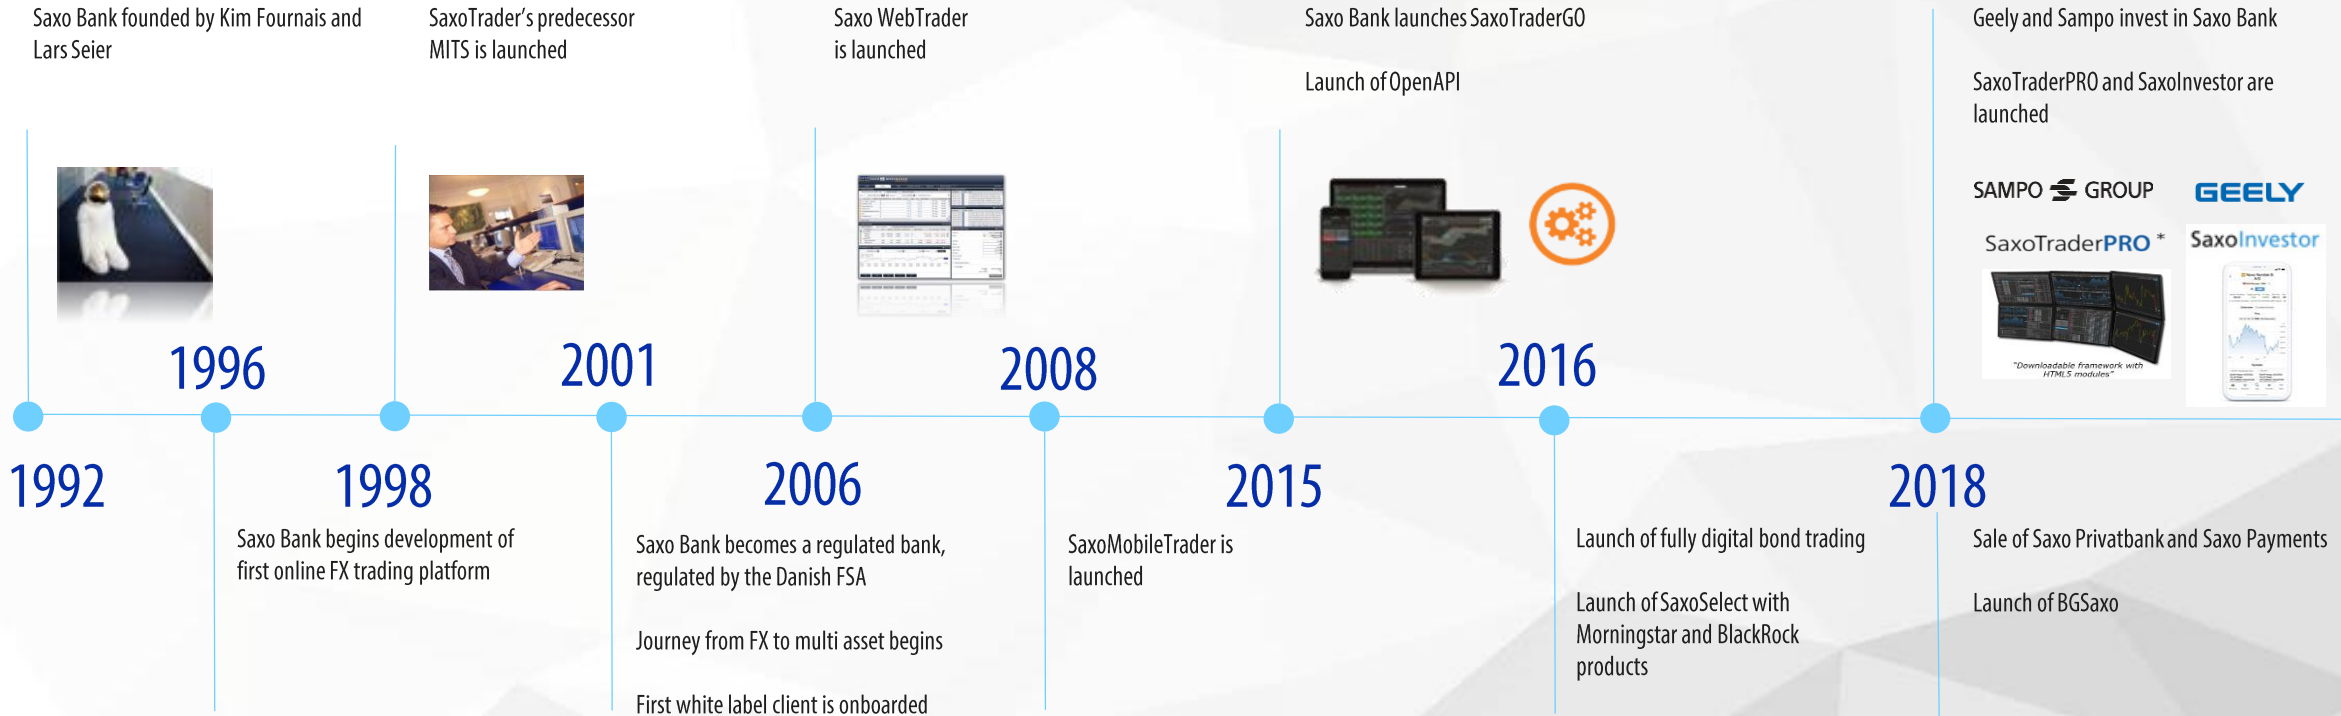 Saxo Bank founded by Kim Fournais and
Lars Seier
SaxoTrader's predecessor
MITS is launched
Saxo WebTrader
is launched
Saxo Bank launches SaxoTraderGO
Launch of OpenAPI
Geely and Sampo invest in Saxo Bank
SaxoTraderPRO and SaxoInvestor are
launched
SAMPO GROUP
GEELY
SaxoTraderPRO *
SaxoInvestor
"Downloadable framework with
HTML5 modules"
1996
2001
2008
2016
1992
1998
2006
2015
2018
Saxo Bank begins development of
first online FX trading platform
Saxo Bank becomes a regulated bank,
regulated by the Danish FSA
Journey from FX to multi asset begins
First white label client is onboarded
SaxoMobileTrader is
launched
Launch of fully digital bond trading
Launch of SaxoSelect with
Morningstar and BlackRock
products
Sale of Saxo Privatbank and Saxo Payments
Launch of BGSaxo